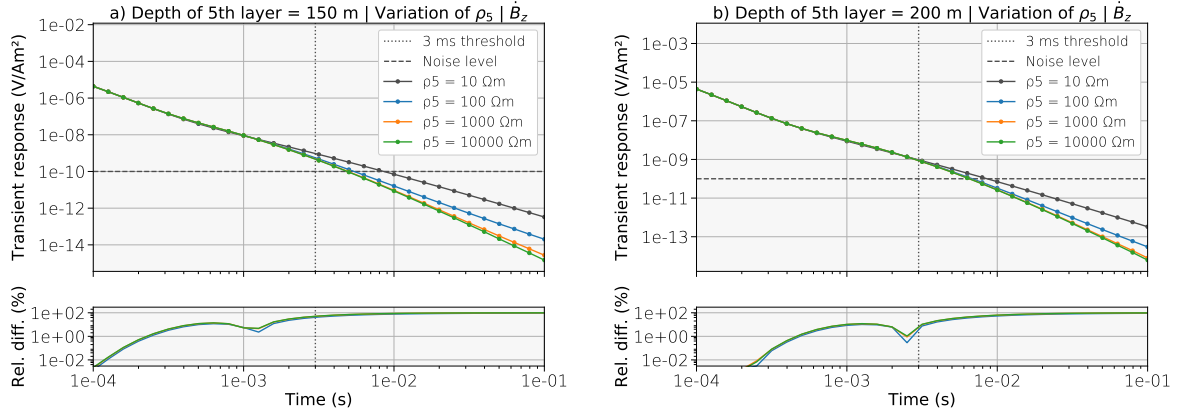 a) Depth of 5th layer = 150 m | Variation of ρ₅ | Ḃ_z
Transient response (V/Am²)
1e-02
1e-04
1e-06
1e-08
1e-10
1e-12
1e-14
3 ms threshold
Noise level
ρ5 = 10 Ωm
ρ5 = 100 Ωm
ρ5 = 1000 Ωm
ρ5 = 10000 Ωm
Rel. diff. (%)
1e+02
1e+00
1e-02
1e-04
1e-03
1e-02
1e-01
Time (s)
b) Depth of 5th layer = 200 m | Variation of ρ₅ | Ḃ_z
Transient response (V/Am²)
1e-03
1e-05
1e-07
1e-09
1e-11
1e-13
3 ms threshold
Noise level
ρ5 = 10 Ωm
ρ5 = 100 Ωm
ρ5 = 1000 Ωm
ρ5 = 10000 Ωm
Rel. diff. (%)
1e+02
1e+00
1e-02
1e-04
1e-03
1e-02
1e-01
Time (s)